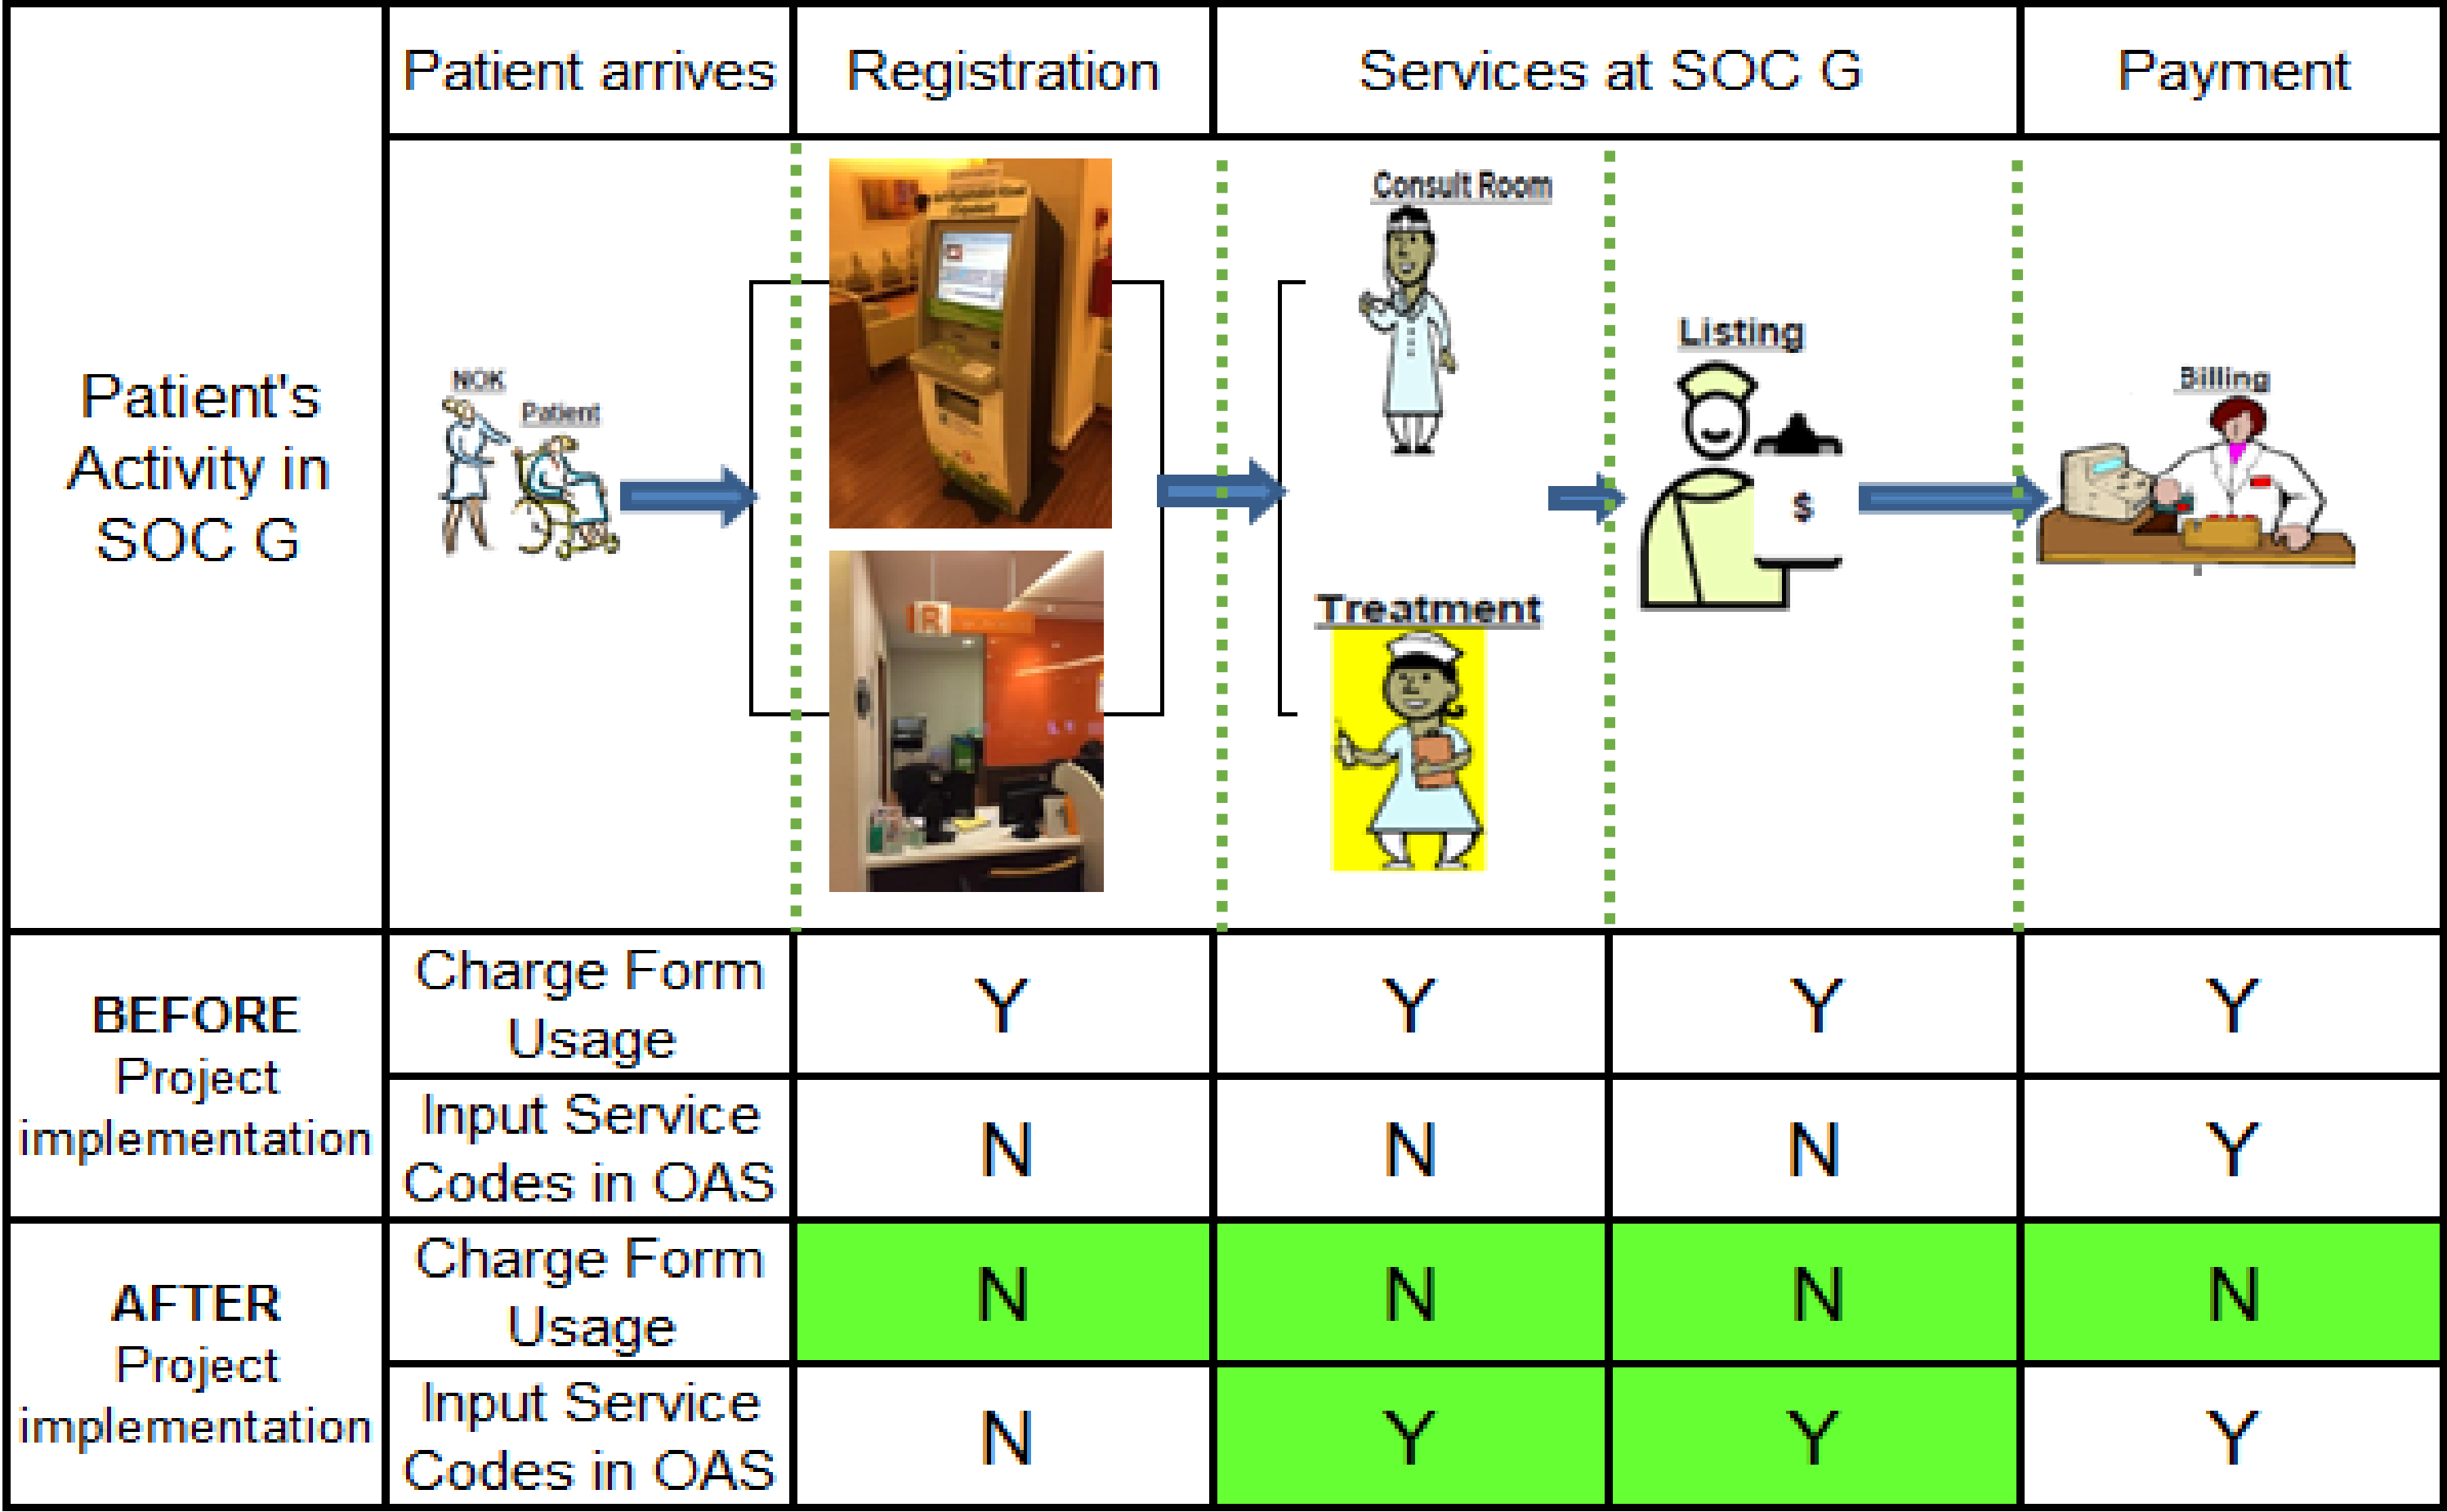 Patient arrives
Registration
Services at SOC G
Payment
Patient's
Activity in
SOC G
NOK
Patient
R
Consult Room
Treatment
Listing
$
Billing
BEFORE
Project
implementation
Charge Form
Usage
Y
Y
Y
Y
Input Service
Codes in OAS
N
N
N
Y
AFTER
Project
implementation
Charge Form
Usage
N
N
N
N
Input Service
Codes in OAS
N
Y
Y
Y